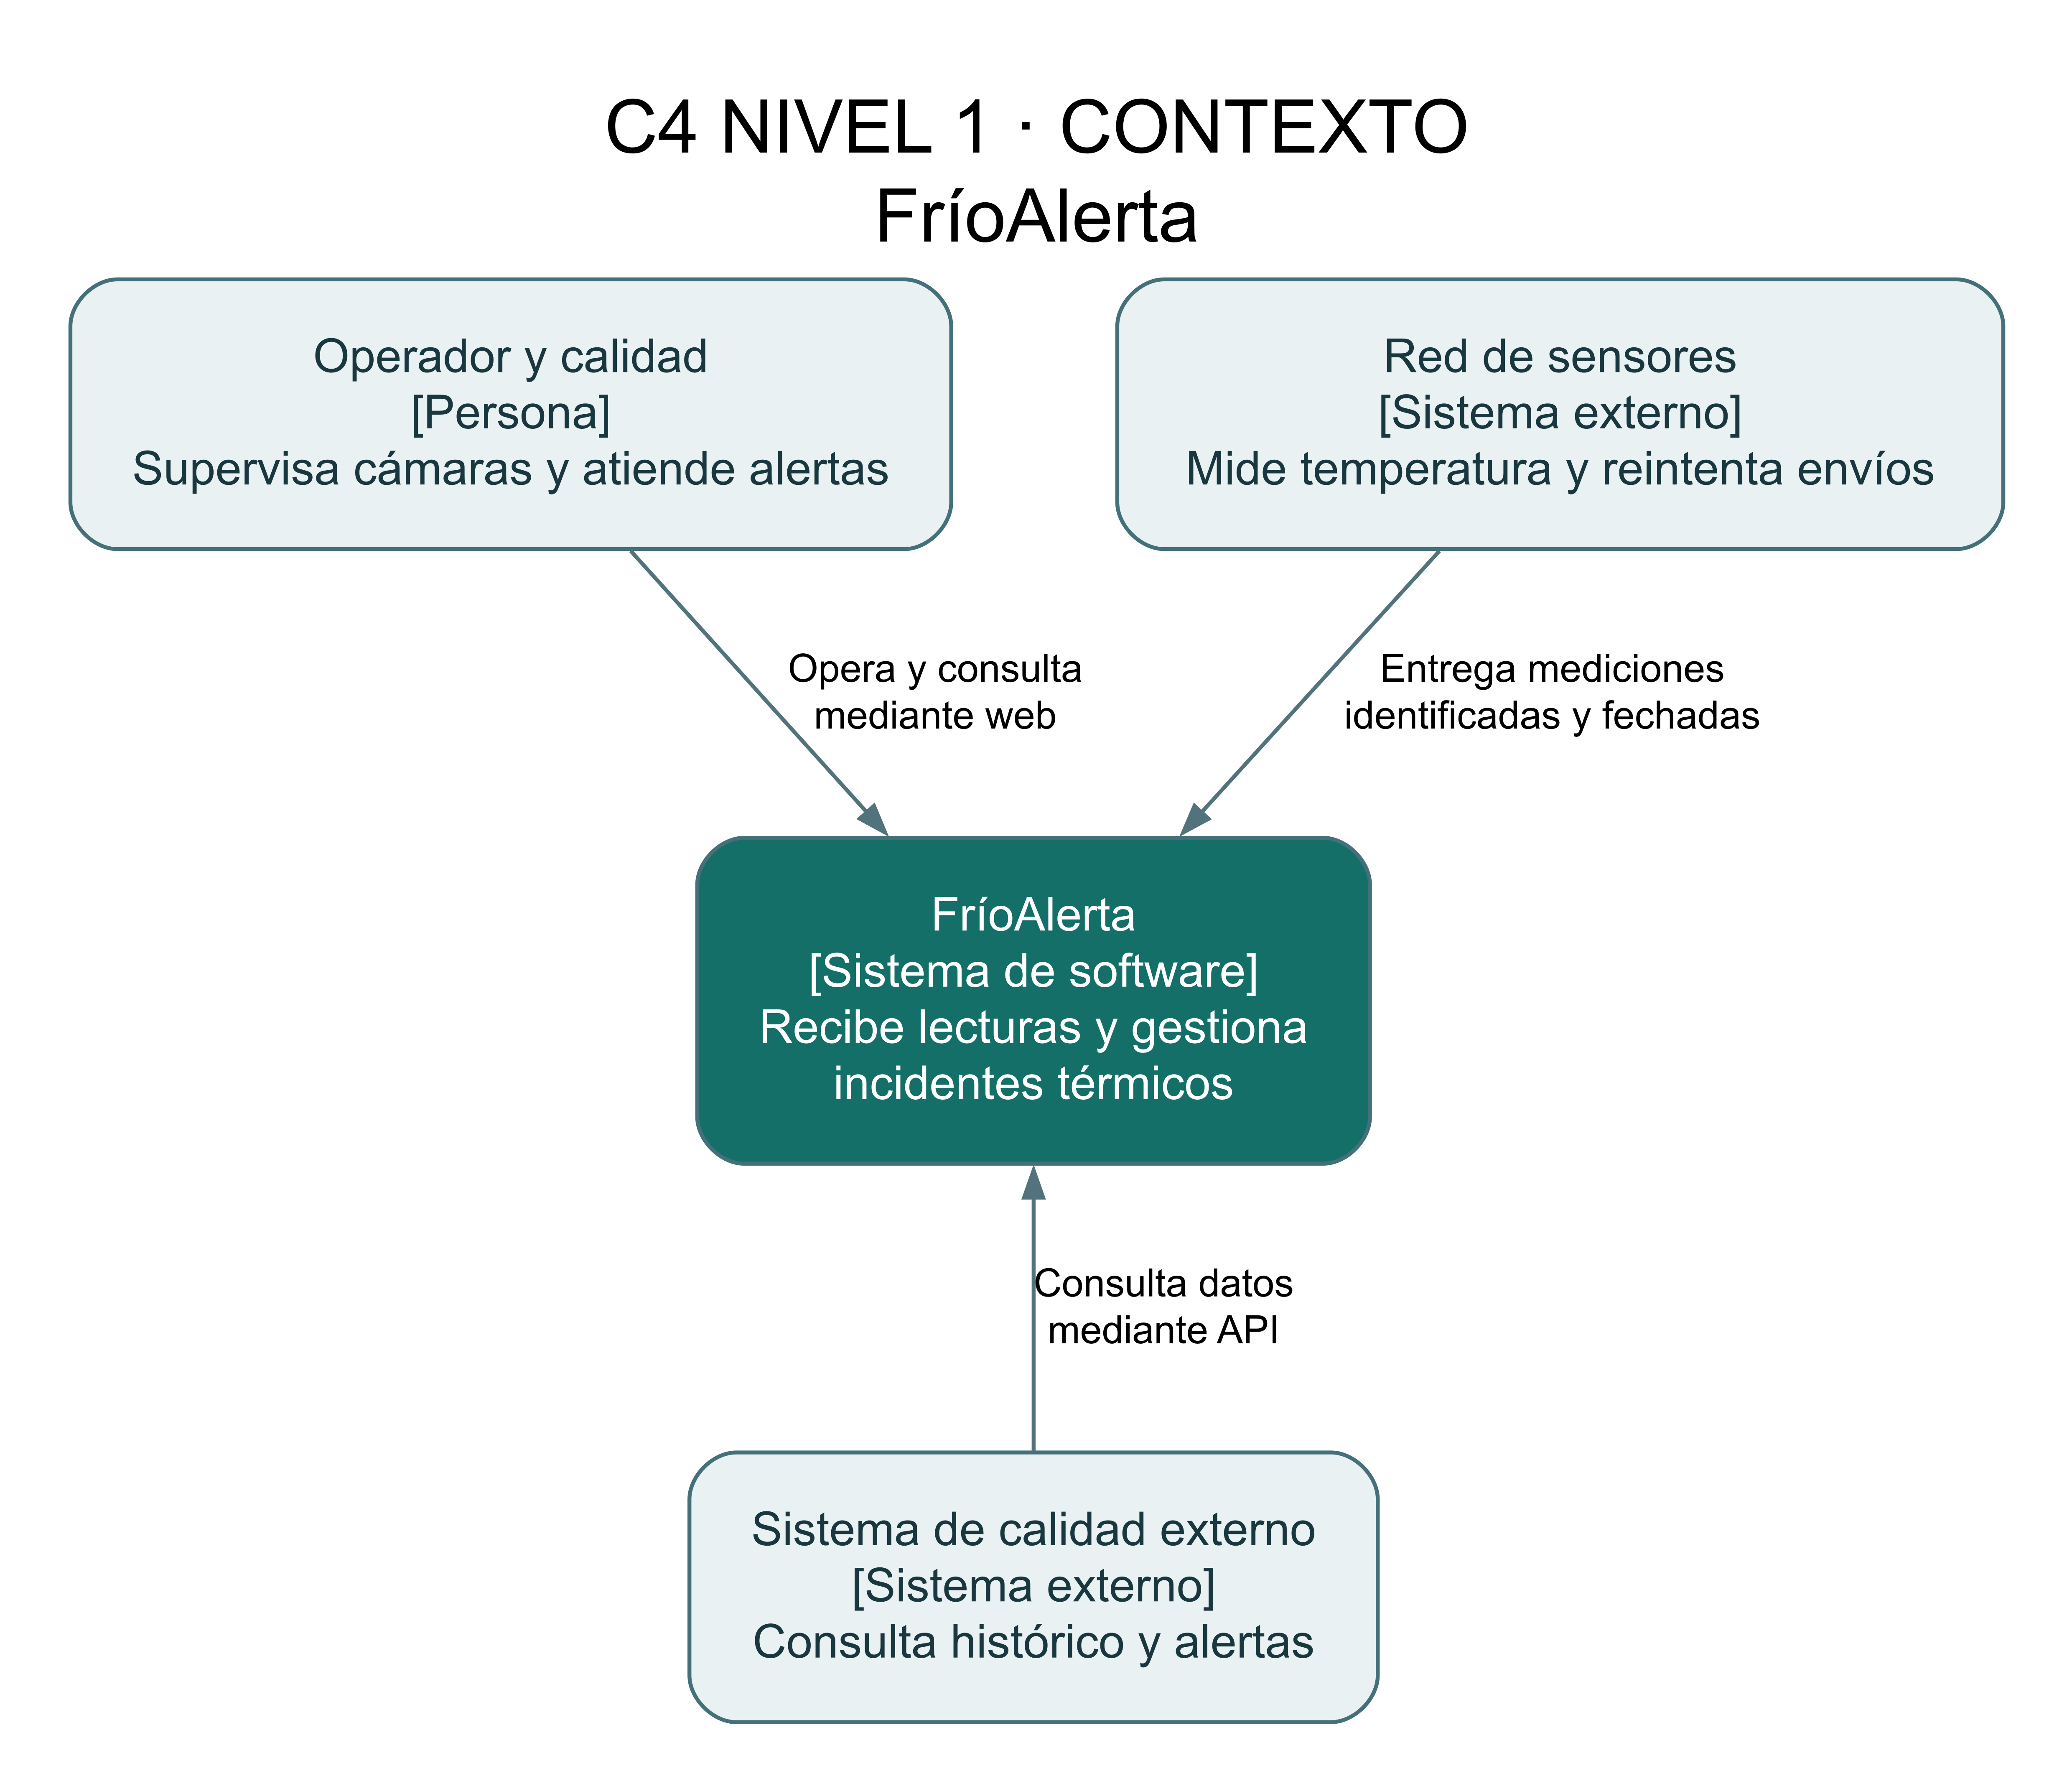 C4 NIVEL 1 · CONTEXTO
FríoAlerta
Operador y calidad
[Persona]
Supervisa cámaras y atiende alertas
Red de sensores
[Sistema externo]
Mide temperatura y reintenta envíos
Opera y consulta
mediante web
Entrega mediciones
identificadas y fechadas
FríoAlerta
[Sistema de software]
Recibe lecturas y gestiona
incidentes térmicos
Consulta datos
mediante API
Sistema de calidad externo
[Sistema externo]
Consulta histórico y alertas